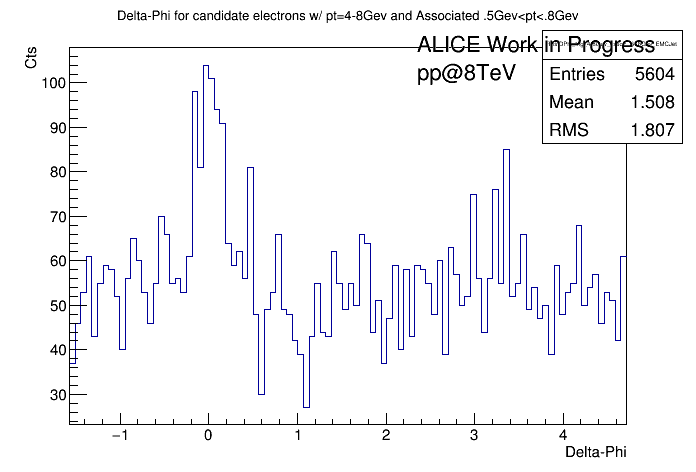 Delta-Phi for candidate electrons w/ pt=4-8Gev and Associated .5Gev<pt<.8GeV
ALICE Work in Progress
pp@8TeV
EMCJet
Entries 5604
Mean 1.508
RMS 1.807
Cts
100
90
80
70
60
50
40
30
−1 0 1 2 3 4
Delta-Phi